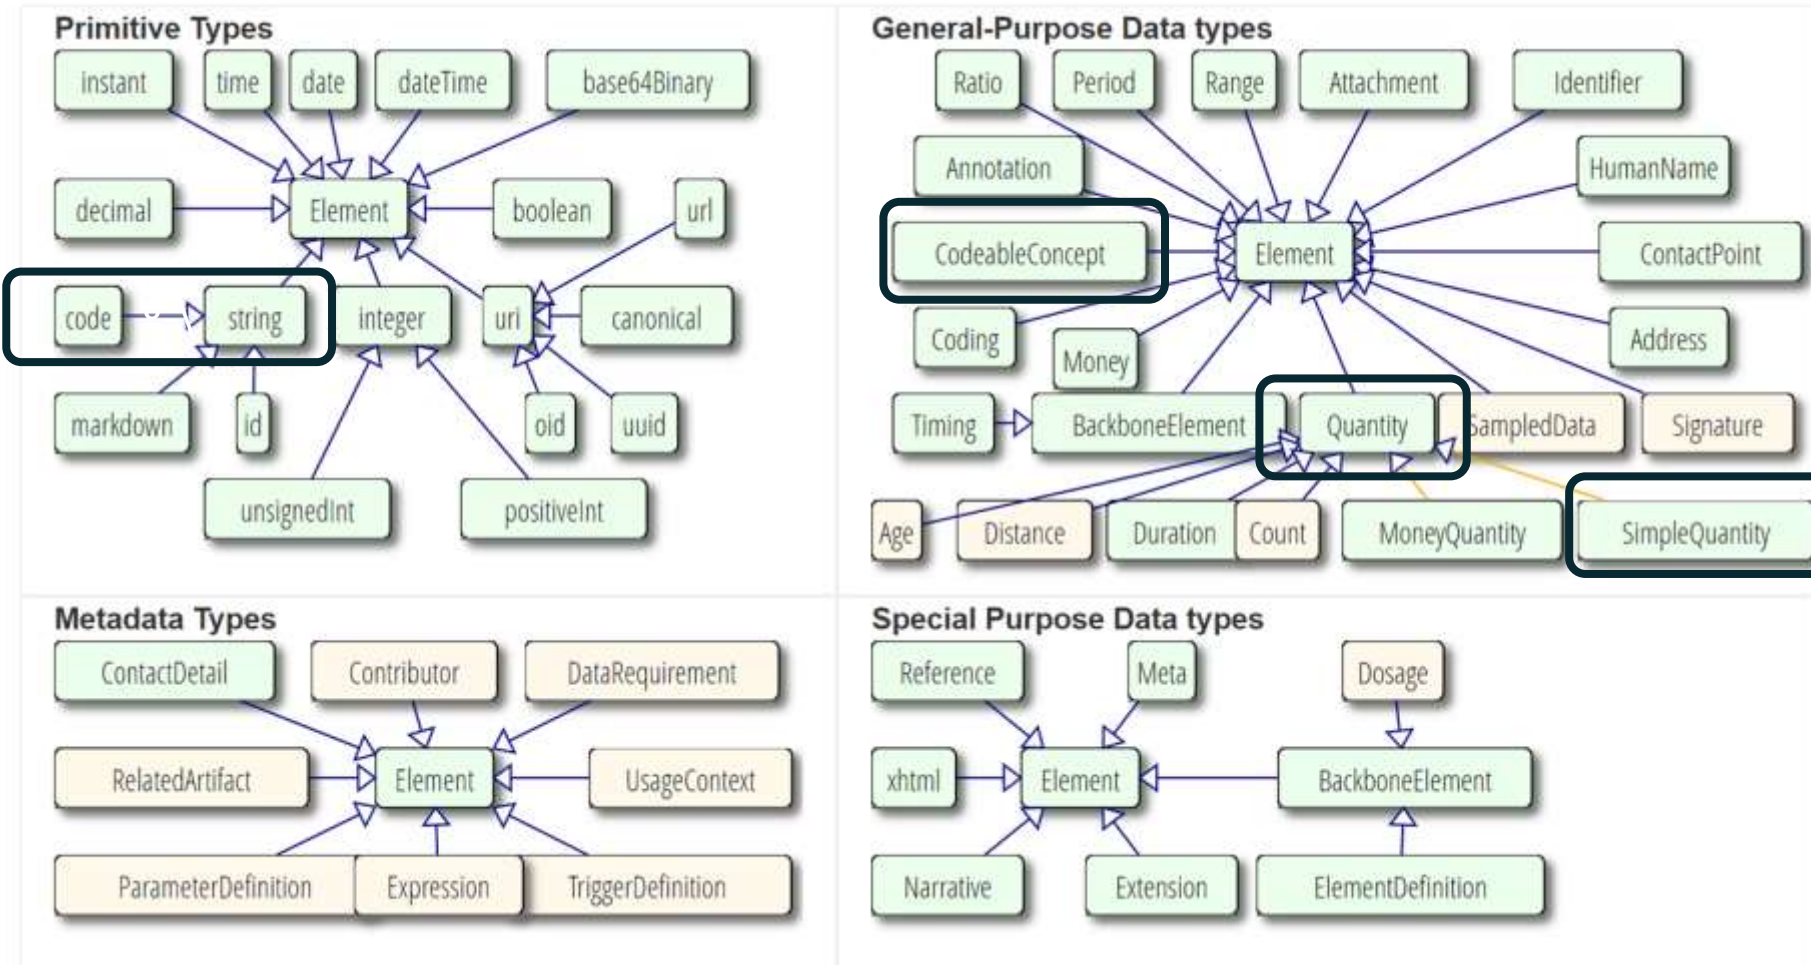 Primitive Types
instant time date dateTime base64Binary
decimal Element boolean url
code string integer uri canonical
markdown id oid uuid
unsignedInt positiveInt
General-Purpose Data types
Ratio Period Range Attachment Identifier
Annotation HumanName
CodeableConcept Element ContactPoint
Coding Money Address
Timing BackboneElement Quantity SampledData Signature
Age Distance Duration Count MoneyQuantity SimpleQuantity
Metadata Types
ContactDetail Contributor DataRequirement
RelatedArtifact Element UsageContext
ParameterDefinition Expression TriggerDefinition
Special Purpose Data types
Reference Meta Dosage
xhtml Element BackboneElement
Narrative Extension ElementDefinition